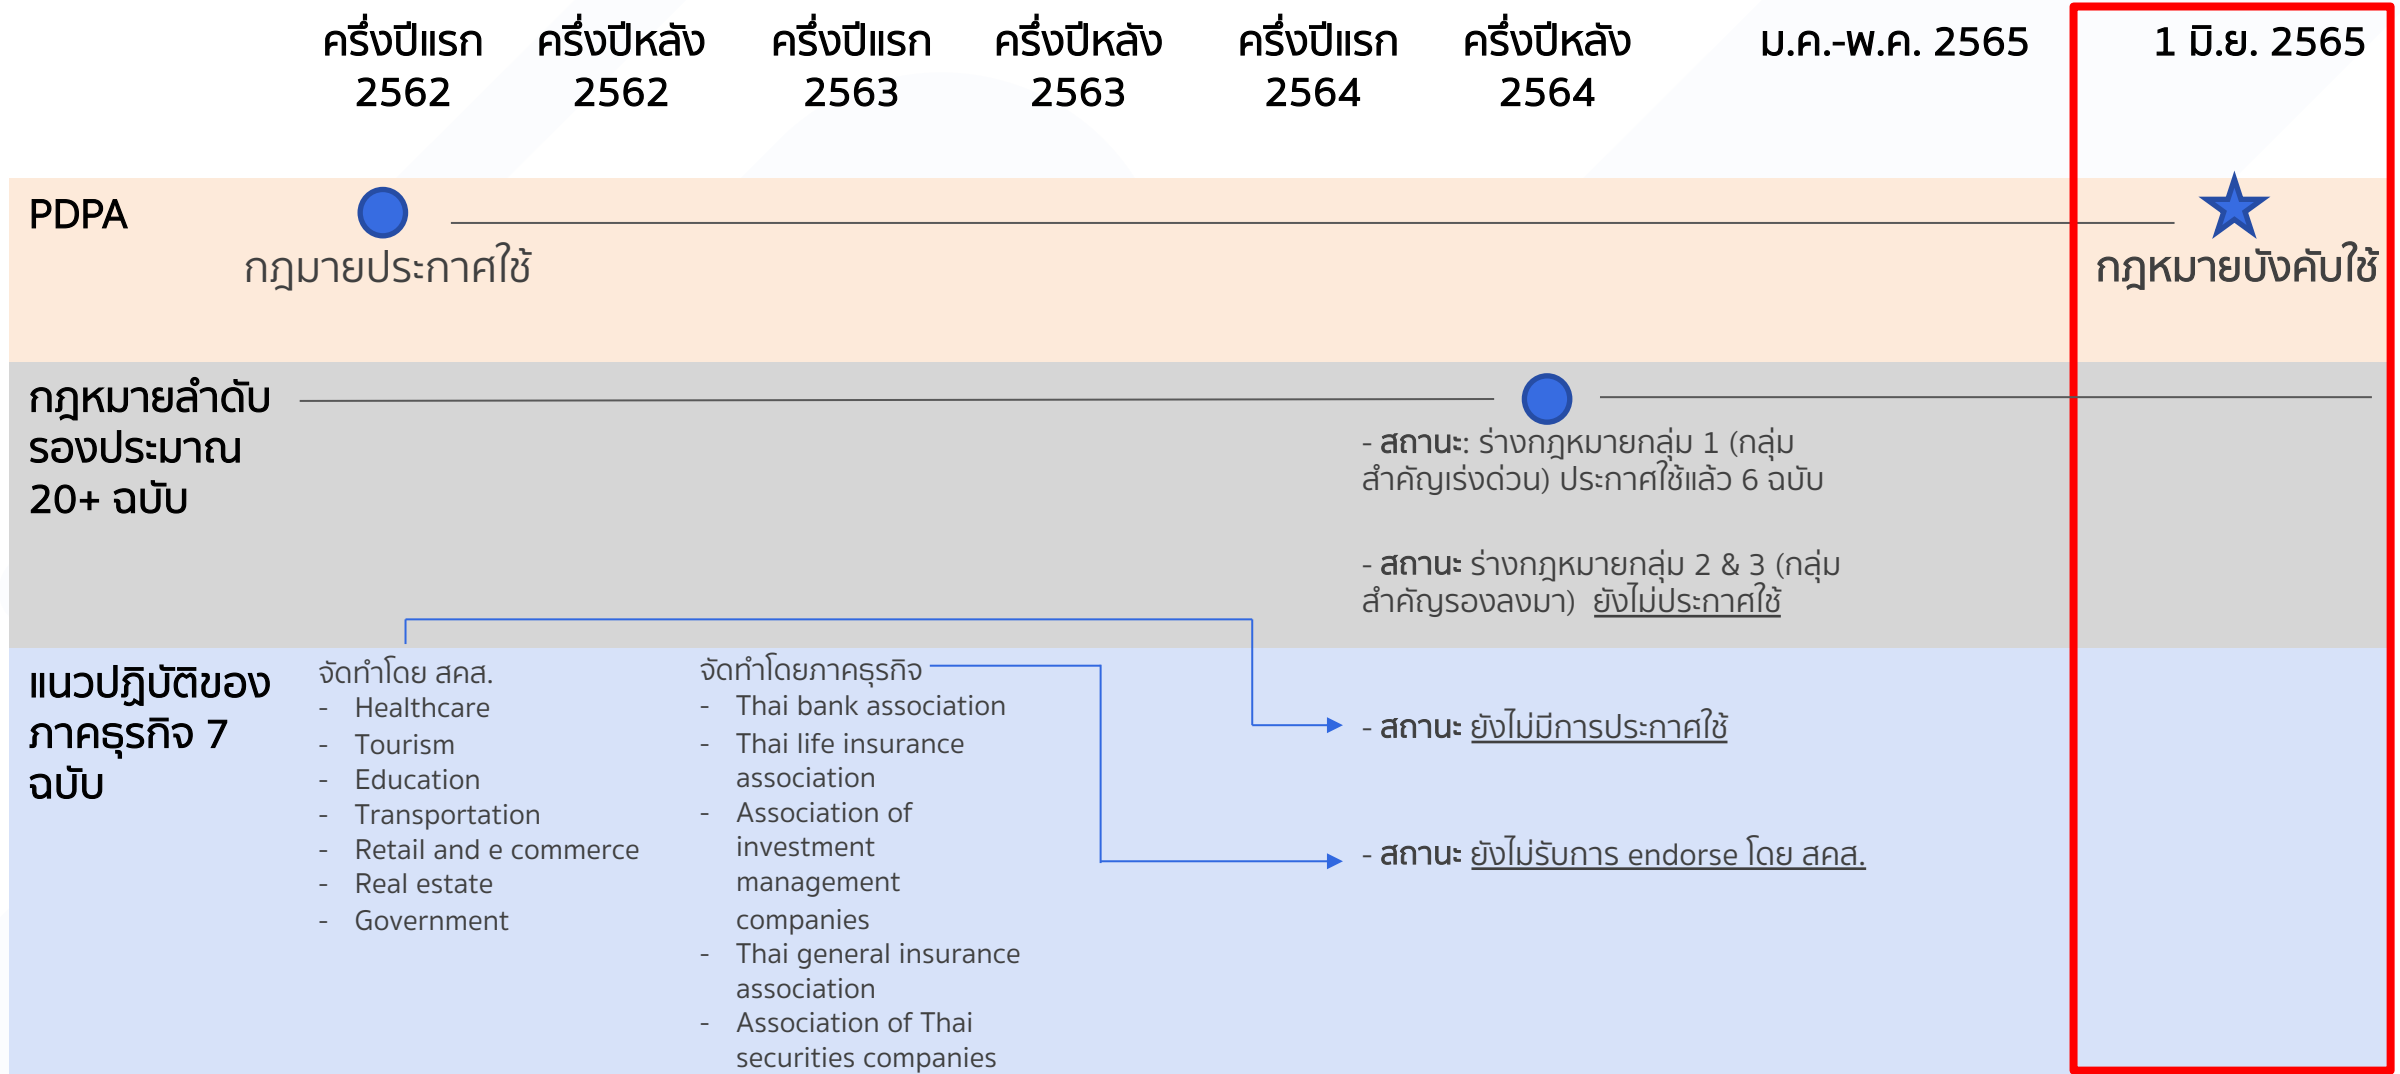 ครึ่งปีแรก
2562
ครึ่งปีหลัง
2562
ครึ่งปีแรก
2563
ครึ่งปีหลัง
2563
ครึ่งปีแรก
2564
ครึ่งปีหลัง
2564
ม.ค.-พ.ค. 2565
1 มิ.ย. 2565
PDPA
กฎมายประกาศใช้
กฎหมายบังคับใช้
กฎหมายลำดับ
รองประมาณ
20+ ฉบับ
- สถานะ: ร่างกฎหมายกลุ่ม 1 (กลุ่ม
สำคัญเร่งด่วน) ประกาศใช้แล้ว 6 ฉบับ
- สถานะ ร่างกฎหมายกลุ่ม 2 & 3 (กลุ่ม
สำคัญรองลงมา) ยังไม่ประกาศใช้
แนวปฏิบัติของ
ภาคธุรกิจ 7
ฉบับ
จัดทำโดย สคส.
- Healthcare
- Tourism
- Education
- Transportation
- Retail and e commerce
- Real estate
- Government
จัดทำโดยภาคธุรกิจ
- Thai bank association
- Thai life insurance
association
- Association of
investment
management
companies
- Thai general insurance
association
- Association of Thai
securities companies
- สถานะ ยังไม่มีการประกาศใช้
- สถานะ ยังไม่รับการ endorse โดย สคส.